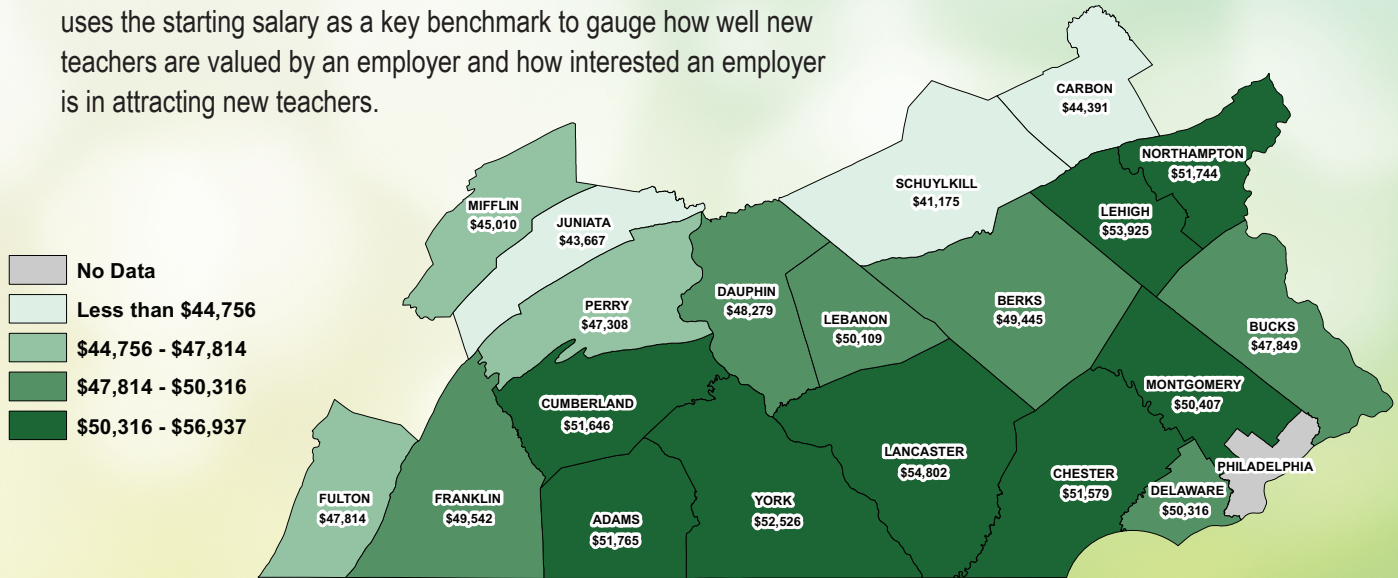 uses the starting salary as a key benchmark to gauge how well new
teachers are valued by an employer and how interested an employer
is in attracting new teachers.
No Data
Less than $44,756
$44,756 - $47,814
$47,814 - $50,316
$50,316 - $56,937
CARBON
$44,391
NORTHAMPTON
$51,744
SCHUYLKILL
$41,175
LEHIGH
$53,925
MIFFLIN
$45,010
JUNIATA
$43,667
PERRY
$47,308
DAUPHIN
$48,279
LEBANON
$50,109
BERKS
$49,445
BUCKS
$47,849
MONTGOMERY
$50,407
CUMBERLAND
$51,646
LANCASTER
$54,802
CHESTER
$51,579
PHILADELPHIA
DELAWARE
$50,316
FULTON
$47,814
FRANKLIN
$49,542
ADAMS
$51,765
YORK
$52,526